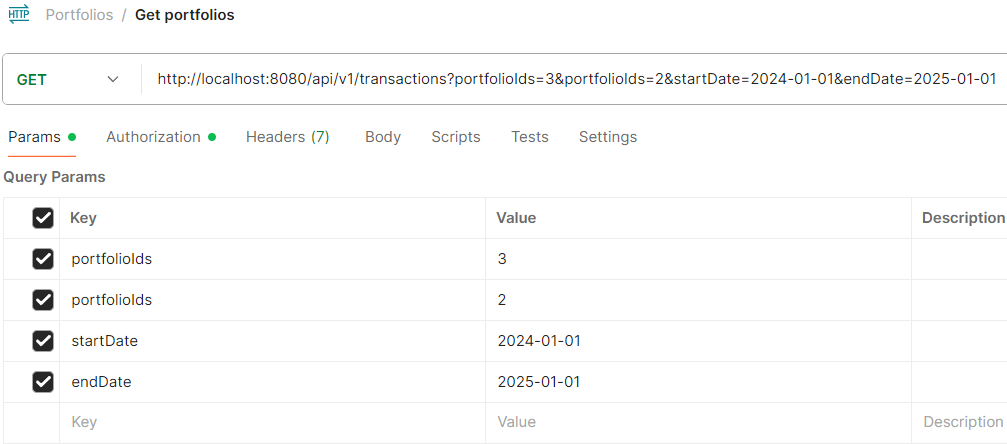 HTTP Portfolios / Get portfolios
GET http://localhost:8080/api/v1/transactions?portfolioIds=3&portfolioIds=2&startDate=2024-01-01&endDate=2025-01-01
Params Authorization Headers (7) Body Scripts Tests Settings
Query Params
Key Value Description
portfolioIds 3
portfolioIds 2
startDate 2024-01-01
endDate 2025-01-01
Key Value Description